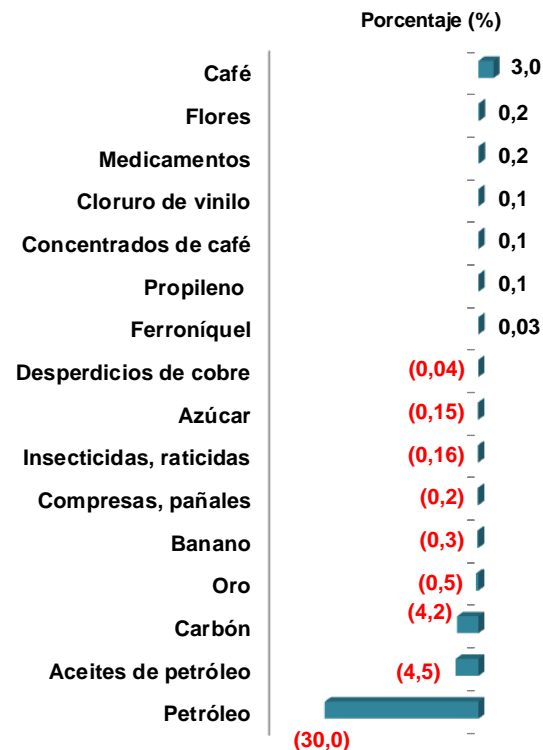 Porcentaje (%)
Café 3,0
Flores 0,2
Medicamentos 0,2
Cloruro de vinilo 0,1
Concentrados de café 0,1
Propileno 0,1
Ferroníquel 0,03
Desperdicios de cobre (0,04)
Azúcar (0,15)
Insecticidas, raticidas (0,16)
Compresas, pañales (0,2)
Banano (0,3)
Oro (0,5)
Carbón (4,2)
Aceites de petróleo (4,5)
Petróleo (30,0)